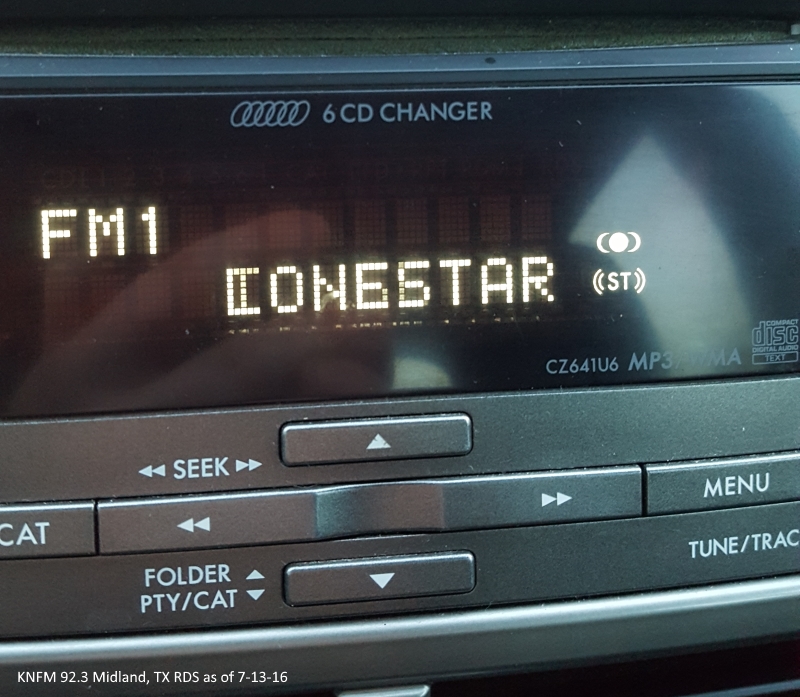 6 CD CHANGER
FM1
LONESTAR
(ST)
COMPACT
disc
DIGITAL AUDIO
TEXT
CZ641U6 MP3/WMA
SEEK
MENU
CAT
TUNE/TRAC
FOLDER
PTY/CAT
KNFM 92.3 Midland, TX RDS as of 7-13-16